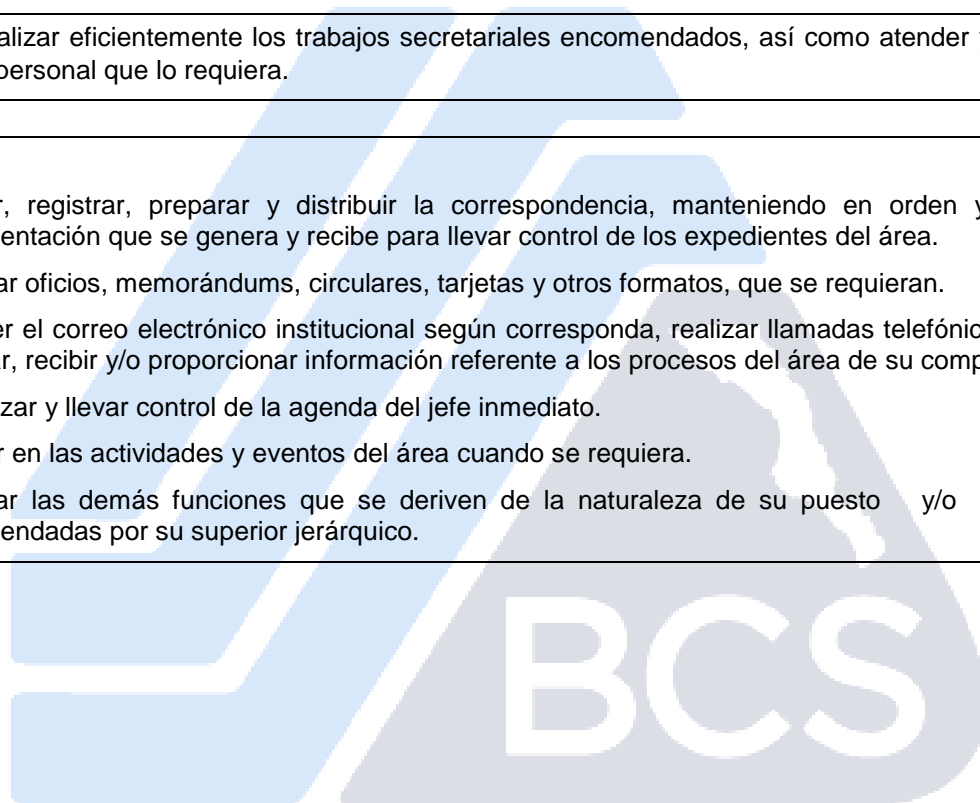 alizar eficientemente los trabajos secretariales encomendados, así como atender
personal que lo requiera.
r, registrar, preparar y distribuir la correspondencia, manteniendo en orden y
entación que se genera y recibe para llevar control de los expedientes del área.
ar oficios, memorándums, circulares, tarjetas y otros formatos, que se requieran.
er el correo electrónico institucional según corresponda, realizar llamadas telefónic
ar, recibir y/o proporcionar información referente a los procesos del área de su comp
zar y llevar control de la agenda del jefe inmediato.
r en las actividades y eventos del área cuando se requiera.
ar las demás funciones que se deriven de la naturaleza de su puesto y/o
endadas por su superior jerárquico.
BCS